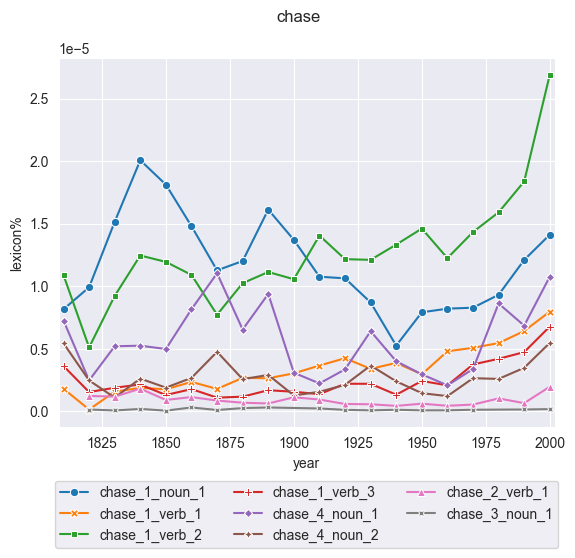 chase
1e−5
2.5
2.0
1.5
1.0
0.5
0.0
lexicon%
1825 1850 1875 1900 1925 1950 1975 2000
year
chase_1_noun_1 chase_1_verb_3 chase_2_verb_1
chase_1_verb_1 chase_4_noun_1 chase_3_noun_1
chase_1_verb_2 chase_4_noun_2